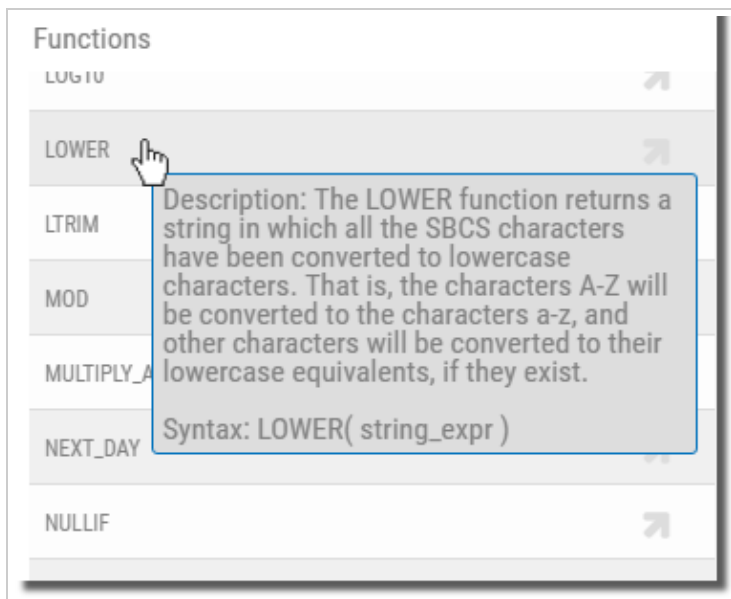 Functions
LOG10
LOWER
Description: The LOWER function returns a
string in which all the SBCS characters
have been converted to lowercase
characters. That is, the characters A-Z will
be converted to the characters a-z, and
other characters will be converted to their
lowercase equivalents, if they exist.
Syntax: LOWER( string_expr )
LTRIM
MOD
MULTIPLY_A
NEXT_DAY
NULLIF